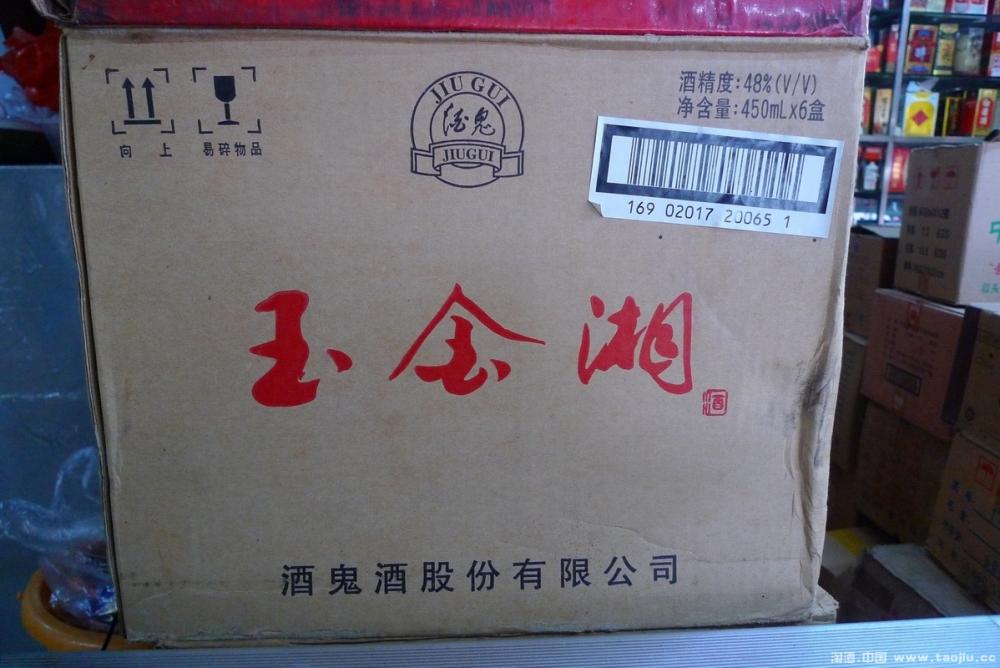 JIU GUI
酒鬼
JIUGUI
向 上
易碎物品
酒精度:48%(V/V)
净含量:450mLx6盒
169 02017 20065 1
玉金湘
酒
酒鬼酒股份有限公司
淘酒.中国 www.taojiu.cc